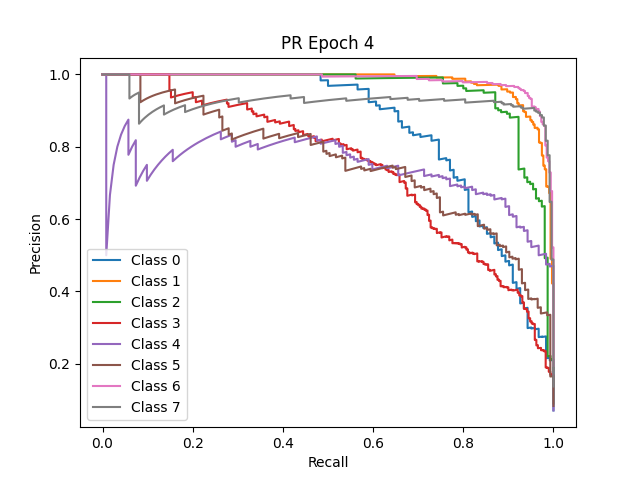 PR Epoch 4
Precision
1.0
0.8
0.6
0.4
0.2
Class 0
Class 1
Class 2
Class 3
Class 4
Class 5
Class 6
Class 7
0.0 0.2 0.4 0.6 0.8 1.0
Recall